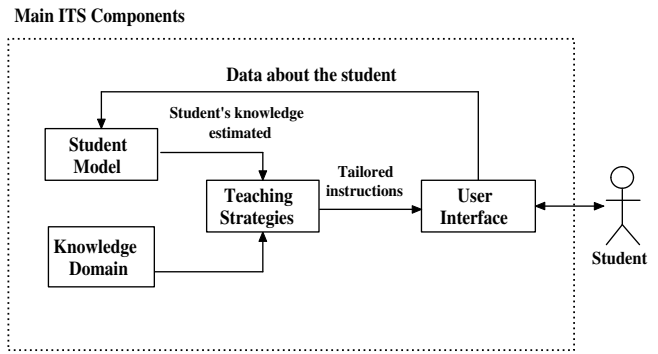 Main ITS Components
Data about the student
Student's knowledge
estimated
Student
Model
Tailored
instructions
Teaching
Strategies
User
Interface
Knowledge
Domain
Student